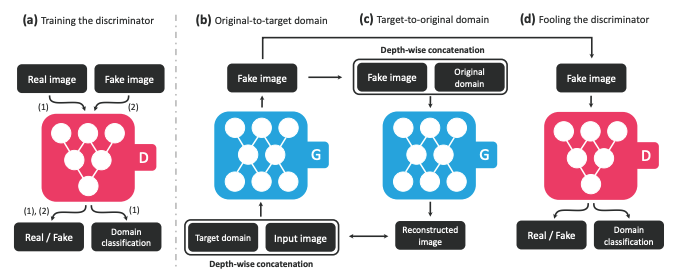 (a) Training the discriminator
(b) Original-to-target domain
(c) Target-to-original domain
(d) Fooling the discriminator
Real image
Fake image
(1)
(2)
D
(1), (2)
(1)
Real / Fake
Domain
classification
Fake image
G
Target domain
Input image
Depth-wise concatenation
Depth-wise concatenation
Fake image
Original
domain
G
Reconstructed
image
Fake image
D
Real / Fake
Domain
classification